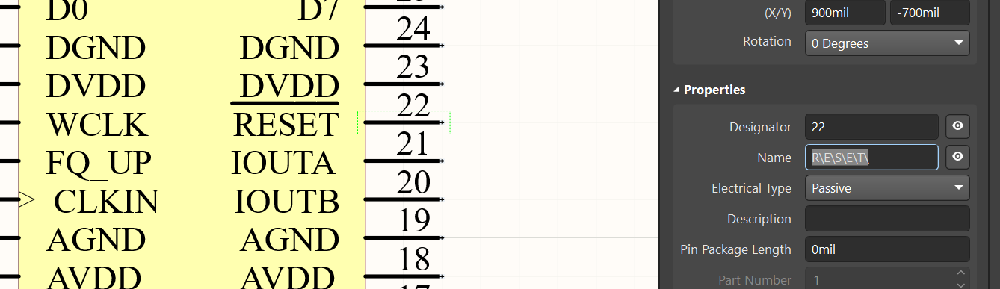 D0 D7
24
DGND DGND
23
DVDD DVDD
22
WCLK RESET
21
FQ_UP IOUTA
20
CLKIN IOUTB
19
AGND AGND
18
AVDD AVDD
17
(X/Y) 900mil -700mil
Rotation 0 Degrees
Properties
Designator 22
Name R\E\S\E\T\
Electrical Type Passive
Description
Pin Package Length 0mil
Part Number 1